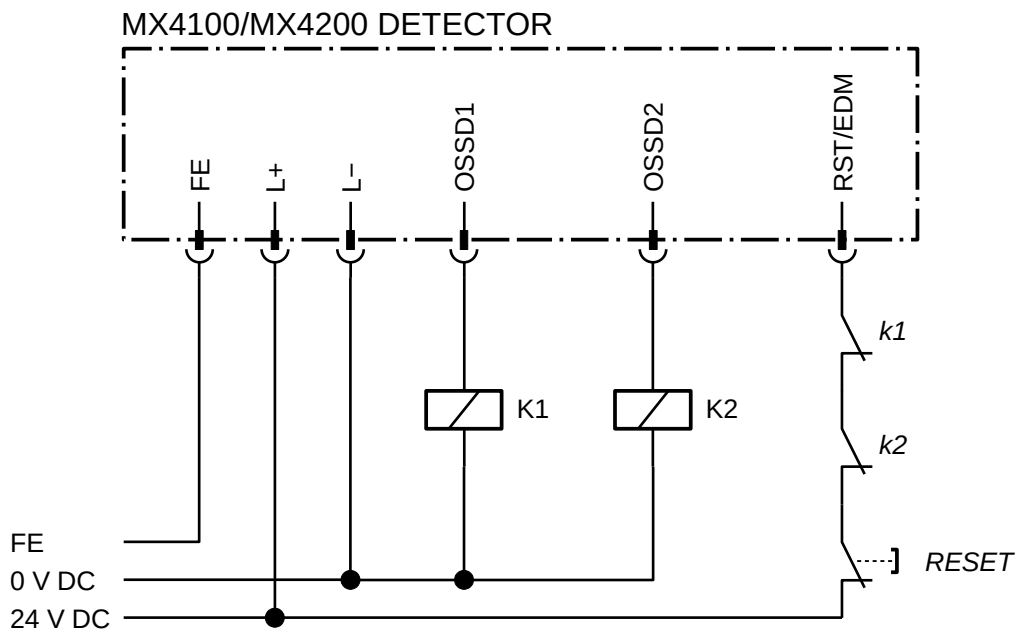 MX4100/MX4200 DETECTOR
FE
L+
L−
OSSD1
OSSD2
RST/EDM
k1
K1
K2
k2
FE
RESET
0 V DC
24 V DC